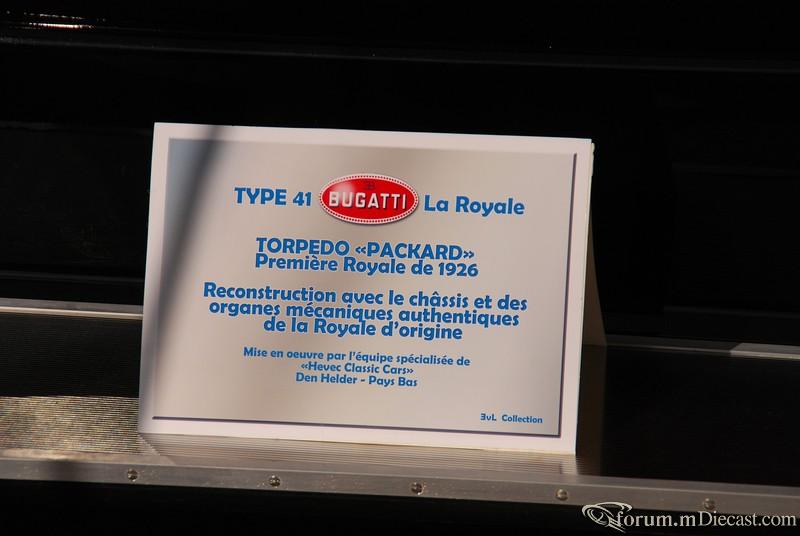 TYPE 41 BUGATTI La Royale
TORPEDO «PACKARD»
Première Royale de 1926
Reconstruction avec le châssis et des
organes mécaniques authentiques
de la Royale d'origine
Mise en oeuvre par l'équipe spécialisée de
«Hevec Classic Cars»
Den Helder - Pays Bas
EvL Collection
forum.mDiecast.com